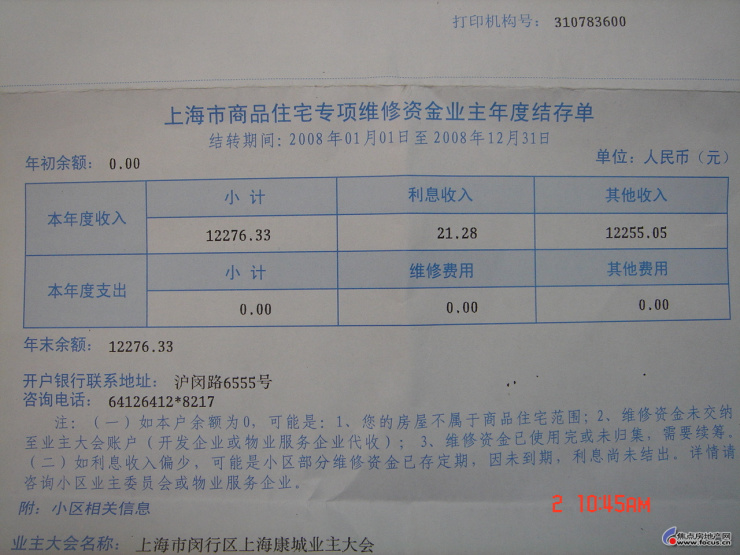 打印机构号: 310783600
上海市商品住宅专项维修资金业主年度结存单
结转期间: 2008年01月01日至2008年12月31日
年初余额: 0.00 单位: 人民币（元）
本年度收入 小计 利息收入 其他收入
12276.33 21.28 12255.05
本年度支出 小计 维修费用 其他费用
0.00 0.00 0.00
年末余额: 12276.33
开户银行联系地址: 沪闵路6555号
咨询电话: 64126412*8217
注:（一）如本户余额为0, 可能是: 1、您的房屋不属于商品住宅范围; 2、维修资金未交纳
至业主大会账户（开发企业或物业服务企业代收）; 3、维修资金已使用完或未归集, 需要续筹。
（二）如利息收入偏少, 可能是小区部分维修资金已存定期, 因未到期, 利息尚未结出。详情请
咨询小区业主委员会或物业服务企业。
附: 小区相关信息
2 10:45AM
业主大会名称: 上海市闵行区上海康城业主大会
焦点房地产网
house.focus.cn